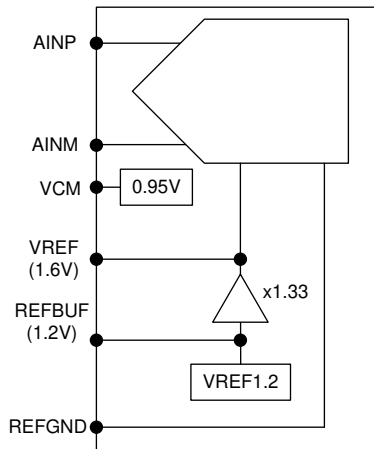 AINP
AINM
VCM
0.95V
VREF
(1.6V)
x1.33
REFBUF
(1.2V)
VREF1.2
REFGND